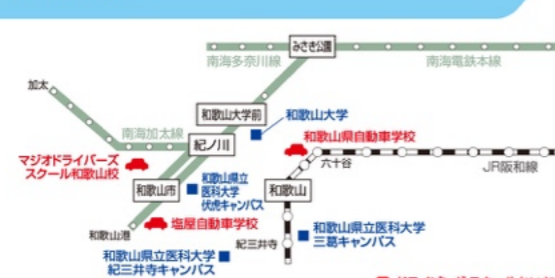 みさき公園
南海多奈川線
南海電鉄本線
加太
和歌山大学前
和歌山大学
南海加太線
紀ノ川
和歌山県自動車学校
マジオドライバーズ
スクール和歌山校
六十谷
JR阪和線
和歌山市
和歌山県立
医科大学
伏虎キャンパス
和歌山
塩屋自動車学校
和歌山港
紀三井寺
和歌山県立医科大学
三葛キャンパス
和歌山県立医科大学
紀三井寺キャンパス